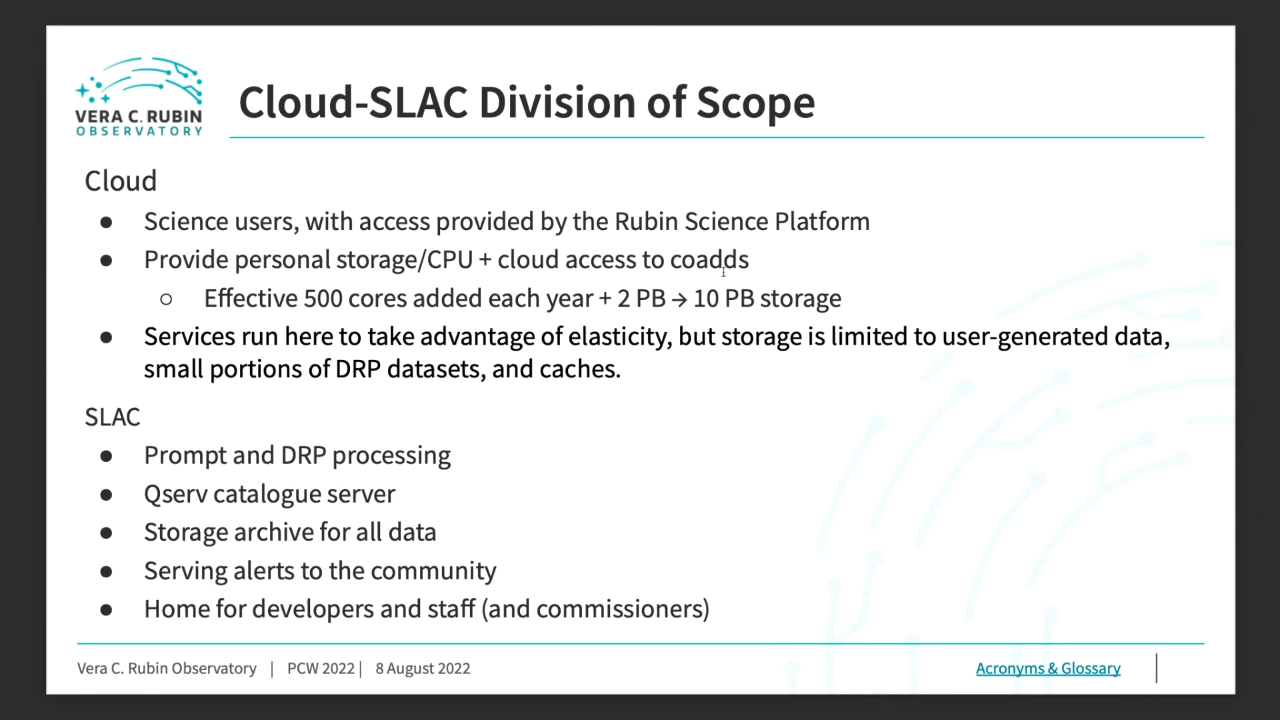 VERA C. RUBIN
OBSERVATORY
Cloud-SLAC Division of Scope
Cloud
● Science users, with access provided by the Rubin Science Platform
● Provide personal storage/CPU + cloud access to coadds
○ Effective 500 cores added each year + 2 PB → 10 PB storage
● Services run here to take advantage of elasticity, but storage is limited to user-generated data,
small portions of DRP datasets, and caches.
SLAC
● Prompt and DRP processing
● Qserv catalogue server
● Storage archive for all data
● Serving alerts to the community
● Home for developers and staff (and commissioners)
Vera C. Rubin Observatory | PCW 2022 | 8 August 2022
Acronyms & Glossary